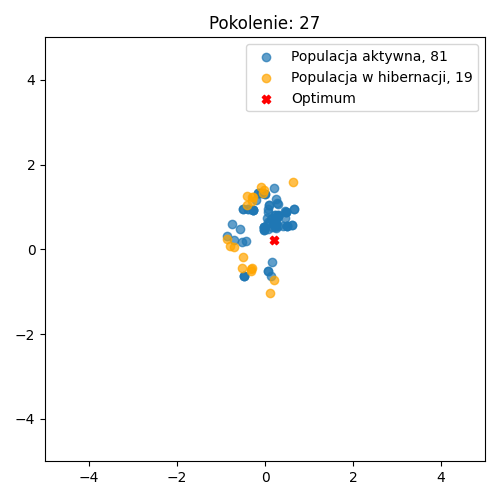 Pokolenie: 27
Populacja aktywna, 81
Populacja w hibernacji, 19
Optimum
4
2
0
−2
−4
−4
−2
0
2
4